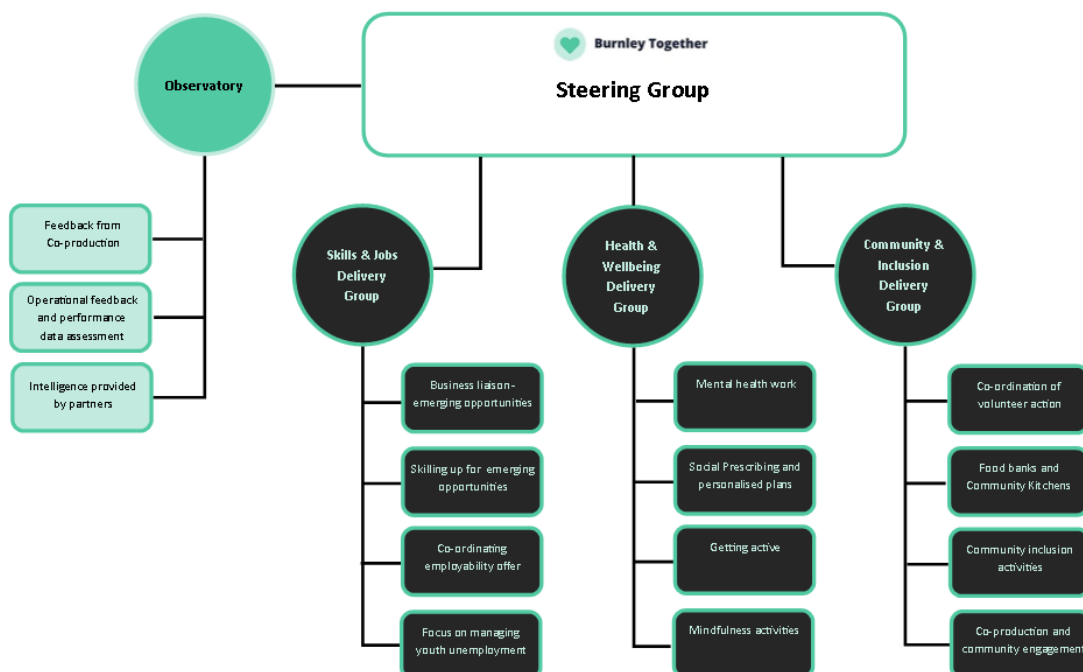 Burnley Together
Steering Group
Observatory
Feedback from
Co-production
Operational feedback
and performance
data assessment
Intelligence provided
by partners
Skills & Jobs
Delivery
Group
Business liaison-
emerging opportunities
Skilling up for emerging
opportunities
Co-ordinating
employability offer
Focus on managing
youth unemployment
Health &
Wellbeing
Delivery
Group
Mental health work
Social Prescribing and
personalised plans
Getting active
Mindfulness activities
Community &
Inclusion
Delivery
Group
Co-ordination of
volunteer action
Food banks and
Community Kitchens
Community inclusion
activities
Co-production and
community engagement